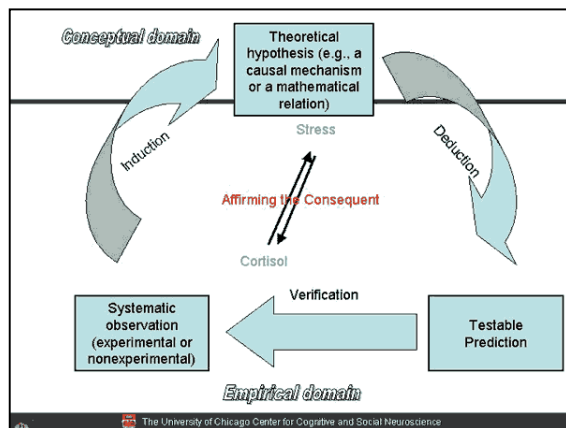 Conceptual domain
Theoretical
hypothesis (e.g., a
causal mechanism
or a mathematical
relation)
Induction
Deduction
Stress
Affirming the Consequent
Cortisol
Systematic
observation
(experimental or
nonexperimental)
Verification
Testable
Prediction
Empirical domain
The University of Chicago Center for Cognitive and Social Neuroscience